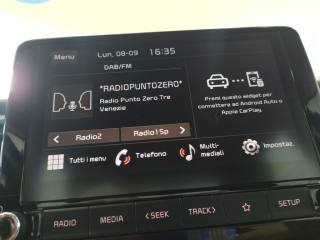 Menu
Lun, 08-09
16:35
DAB/FM
*RADIOPUNTOZERO*
Radio Punto Zero Tre
Venezie
Premi questo widget per
connettere ad Android Auto o
Apple CarPlay.
< Radio2
Radio1Sp >
Tutti i menu
Telefono
Multi-
mediali
Impostaz.
RADIO
MEDIA
< SEEK
TRACK >
SETUP